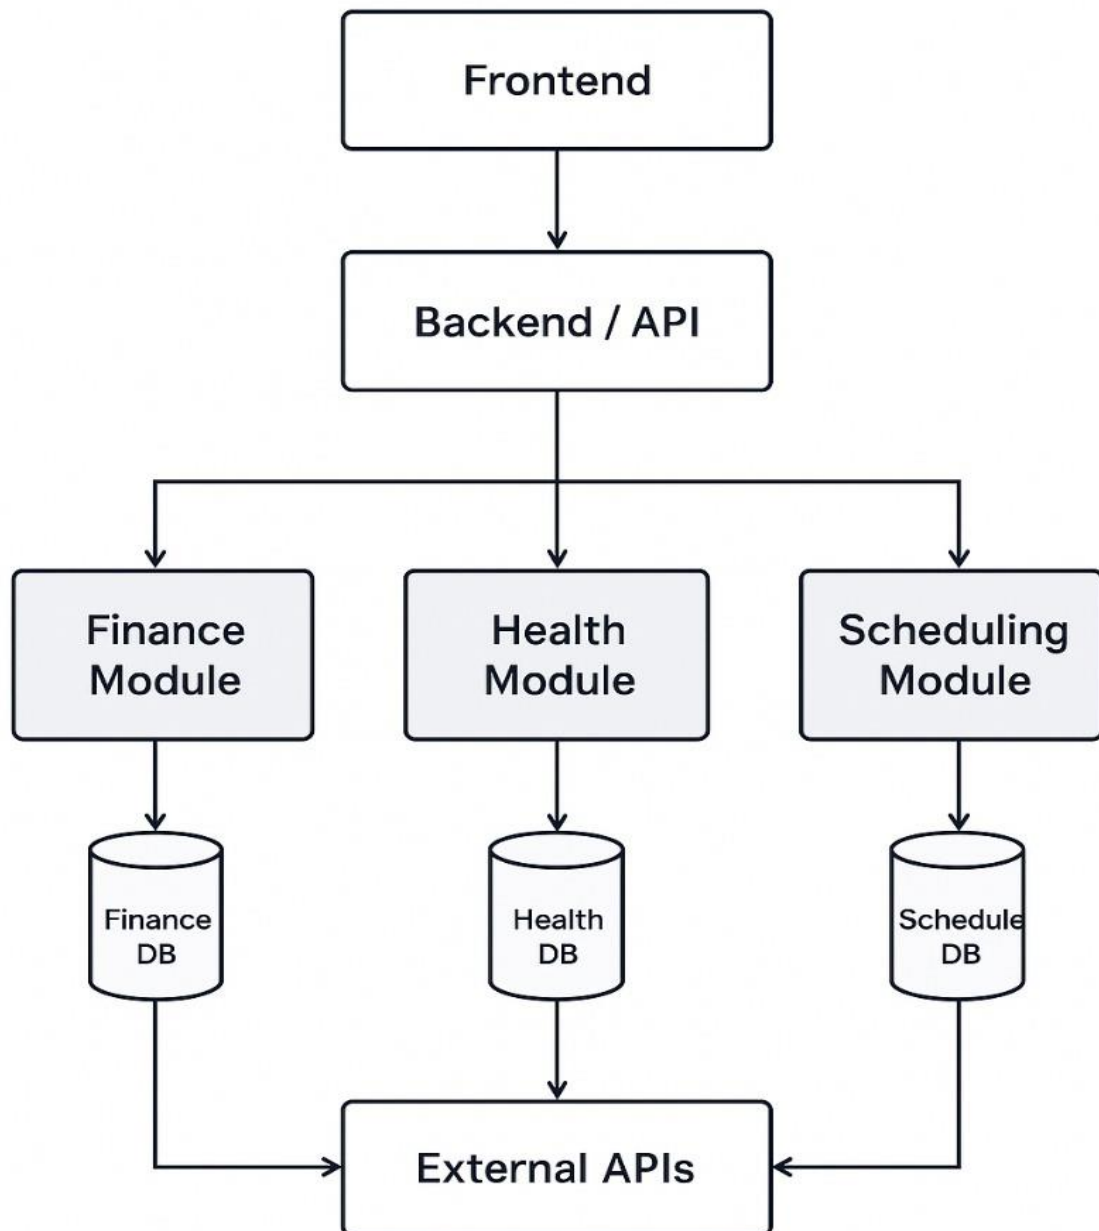 Frontend
Backend / API
Finance
Module
Health
Module
Scheduling
Module
Finance
DB
Health
DB
Schedule
DB
External APIs